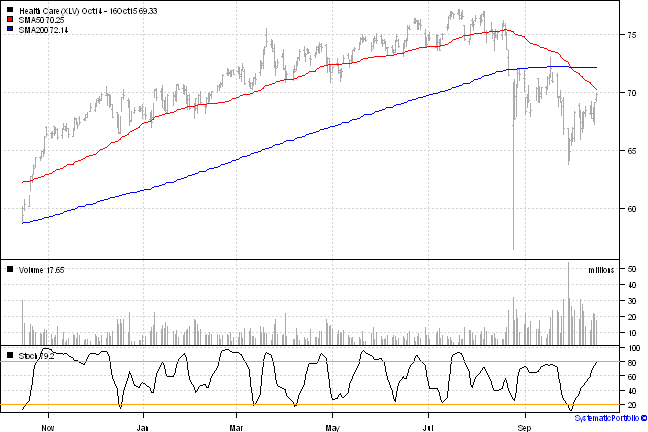 Health Care (XLV) Oct14 - 16Oct15 69.33
SMA50 70.25
SMA200 72.14
75
70
65
60
Volume 17.65
millions
50
40
30
20
10
Stoch 79.2
100
80
60
40
20
Nov
Jan
Mar
May
Jul
Sep
SystematicPortfolio ©